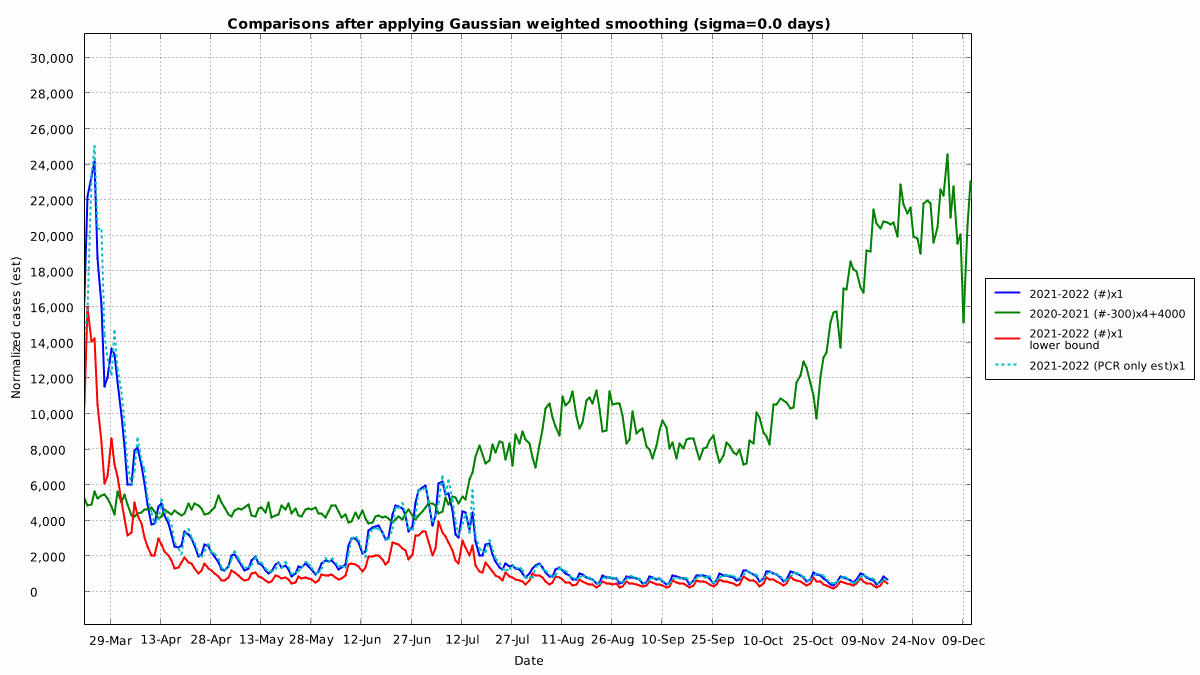 Comparisons after applying Gaussian weighted smoothing (sigma=0.0 days)
Normalized cases (est)
30,000
28,000
26,000
24,000
22,000
20,000
18,000
16,000
14,000
12,000
10,000
8,000
6,000
4,000
2,000
0
29-Mar 13-Apr 28-Apr 13-May 28-May 12-Jun 27-Jun 12-Jul 27-Jul 11-Aug 26-Aug 10-Sep 25-Sep 10-Oct 25-Oct 09-Nov 24-Nov 09-Dec
Date
2021-2022 (#)x1
2020-2021 (#-300)x4+4000
2021-2022 (#)x1
lower bound
2021-2022 (PCR only est)x1